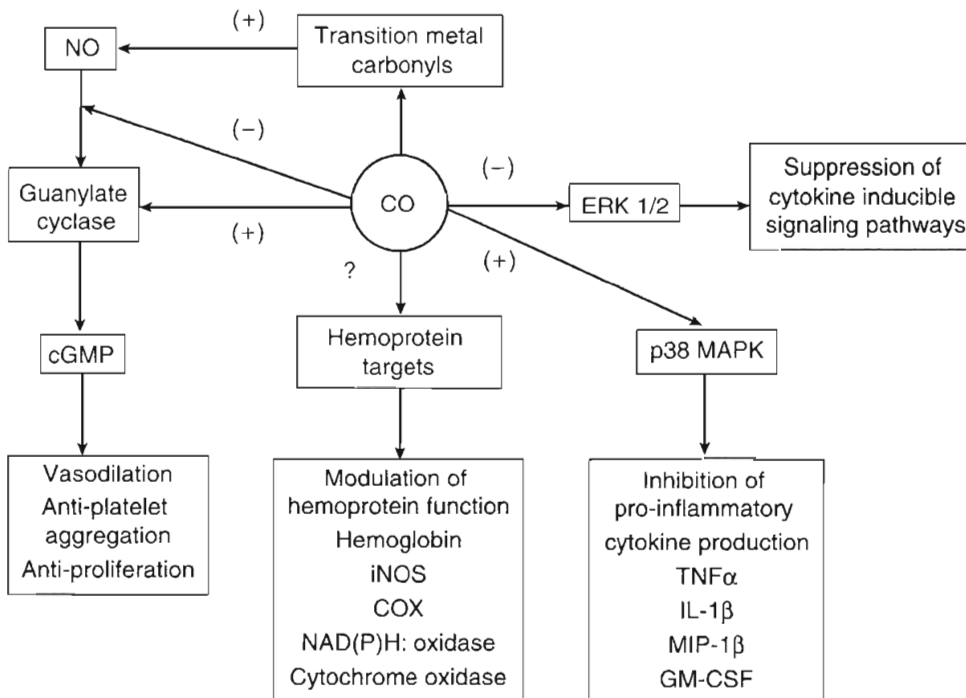 (+)
NO
Transition metal
carbonyls
(−)
(−)
Guanylate
cyclase
CO
ERK 1/2
Suppression of
cytokine inducible
signaling pathways
(+)
(+)
?
cGMP
Hemoprotein
targets
p38 MAPK
Vasodilation
Anti-platelet
aggregation
Anti-proliferation
Modulation of
hemoprotein function
Hemoglobin
iNOS
COX
NAD(P)H: oxidase
Cytochrome oxidase
Inhibition of
pro-inflammatory
cytokine production
TNFα
IL-1β
MIP-1β
GM-CSF